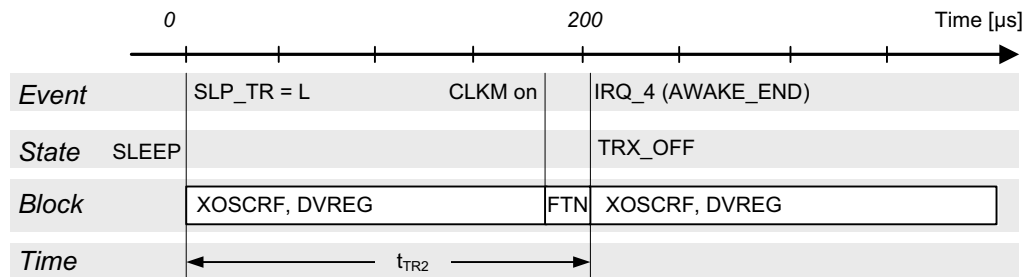 0 200 Time [µs]
Event SLP_TR = L CLKM on IRQ_4 (AWAKE_END)
State SLEEP TRX_OFF
Block XOSCRF, DVREG FTN XOSCRF, DVREG
Time tTR2